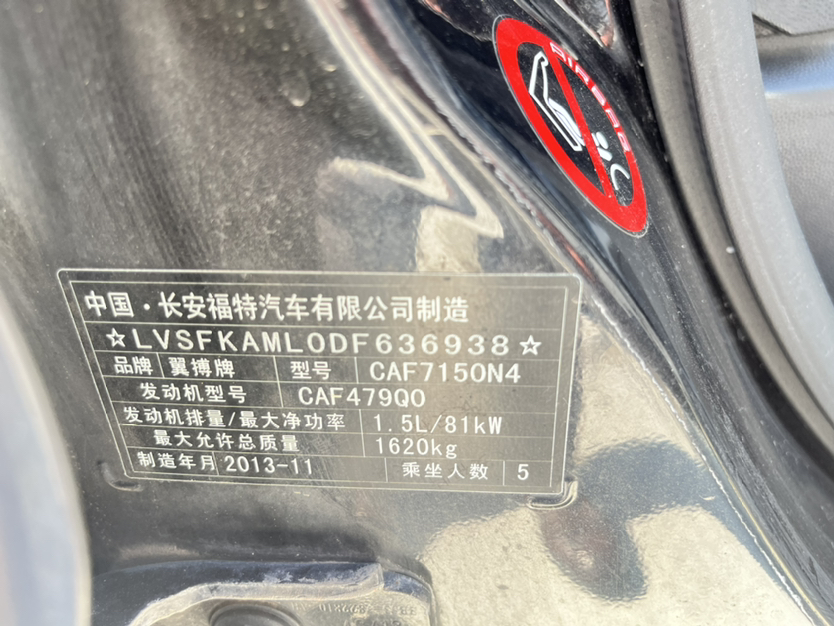 AIRBAG
中国·长安福特汽车有限公司制造
☆LVSFKAML0DF636938☆
品牌 翼搏牌 型号 CAF7150N4
发动机型号 CAF479Q0
发动机排量/最大净功率 1.5L/81kW
最大允许总质量 1620kg
制造年月 2013-11 乘坐人数 5